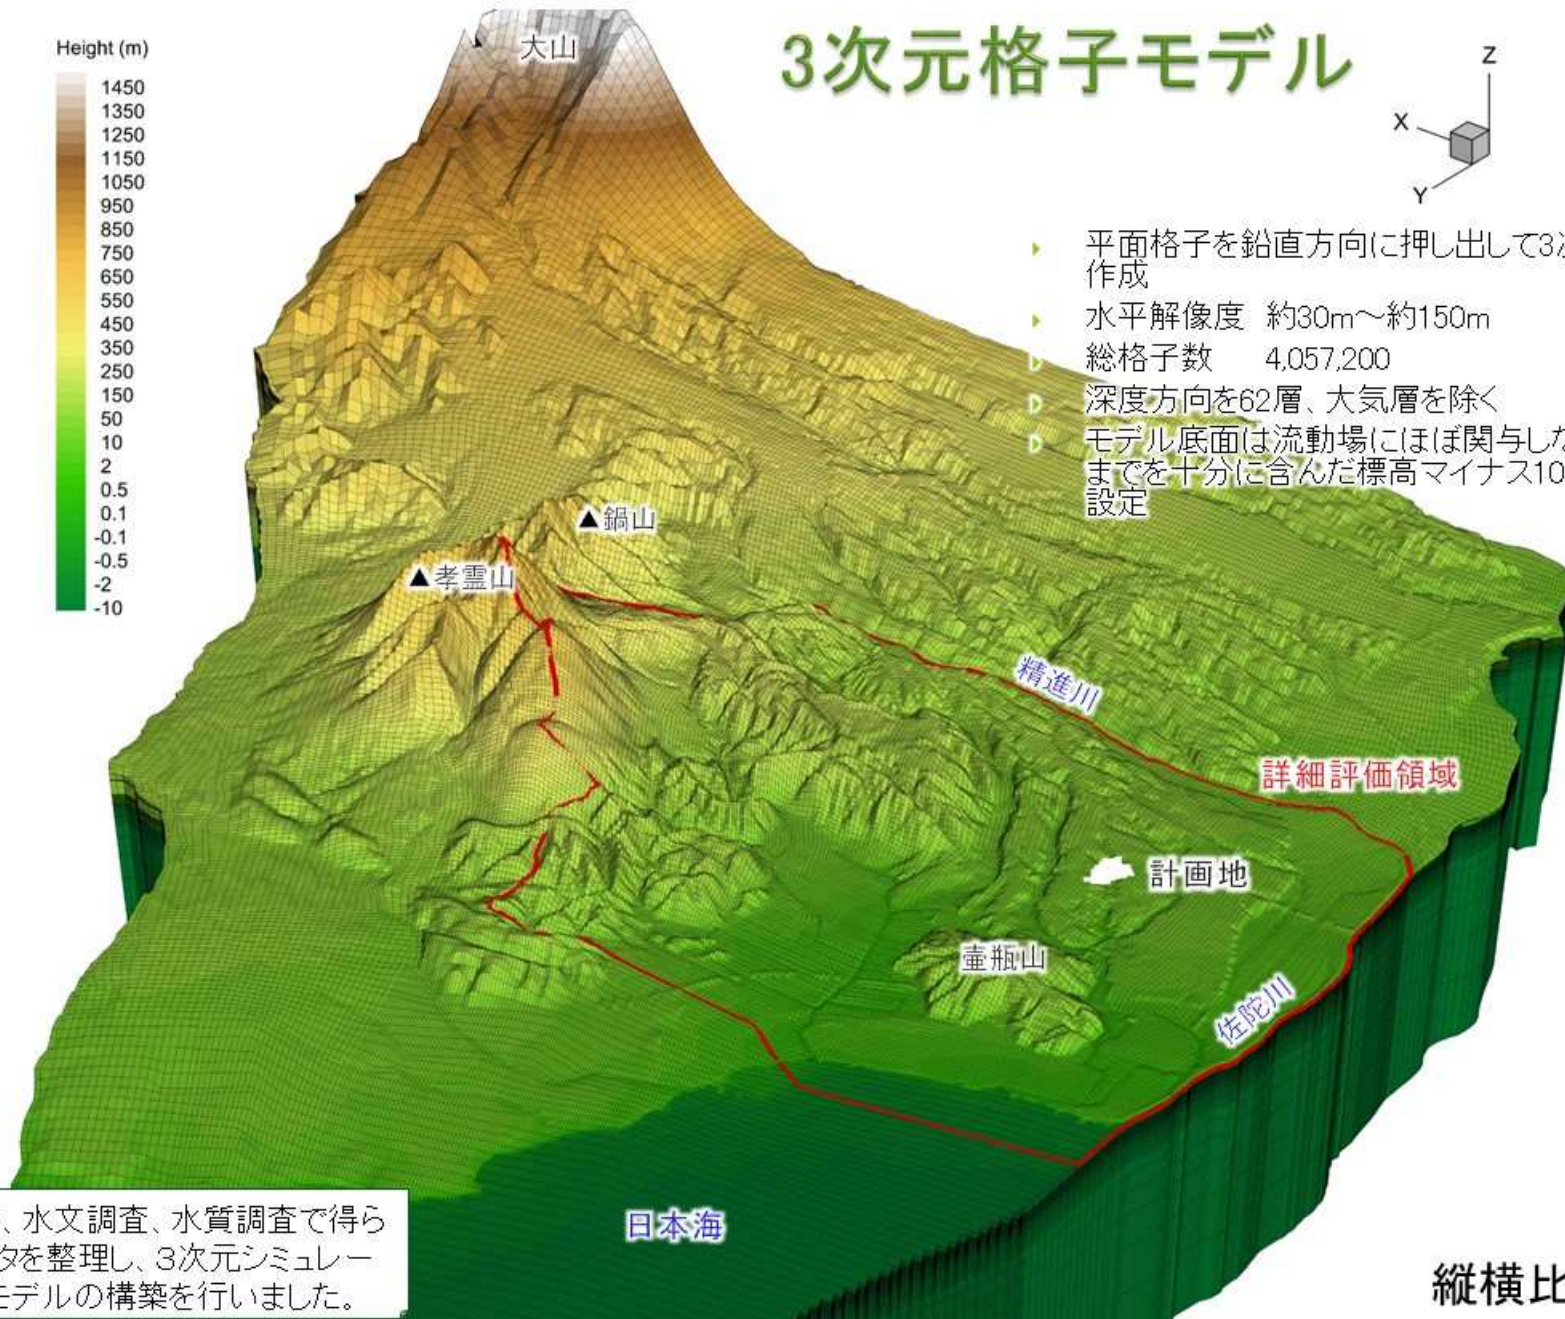 3次元格子モデル
Height (m)
1450
1350
1250
1150
1050
950
850
750
650
550
450
350
250
150
50
10
2
0.5
0.1
-0.1
-0.5
-2
-10
大山
Z
X
Y
平面格子を鉛直方向に押し出して3次
作成
水平解像度 約30m～約150m
総格子数 4,057,200
深度方向を62層、大気層を除く
モデル底面は流動場にほぼ関与しな
までを十分に含んだ標高マイナス10
設定
▲鍋山
▲孝霊山
精進川
詳細評価領域
計画地
壷瓶山
佐陀川
日本海
、水文調査、水質調査で得ら
タを整理し、3次元シミュレー
モデルの構築を行いました。
縦横比